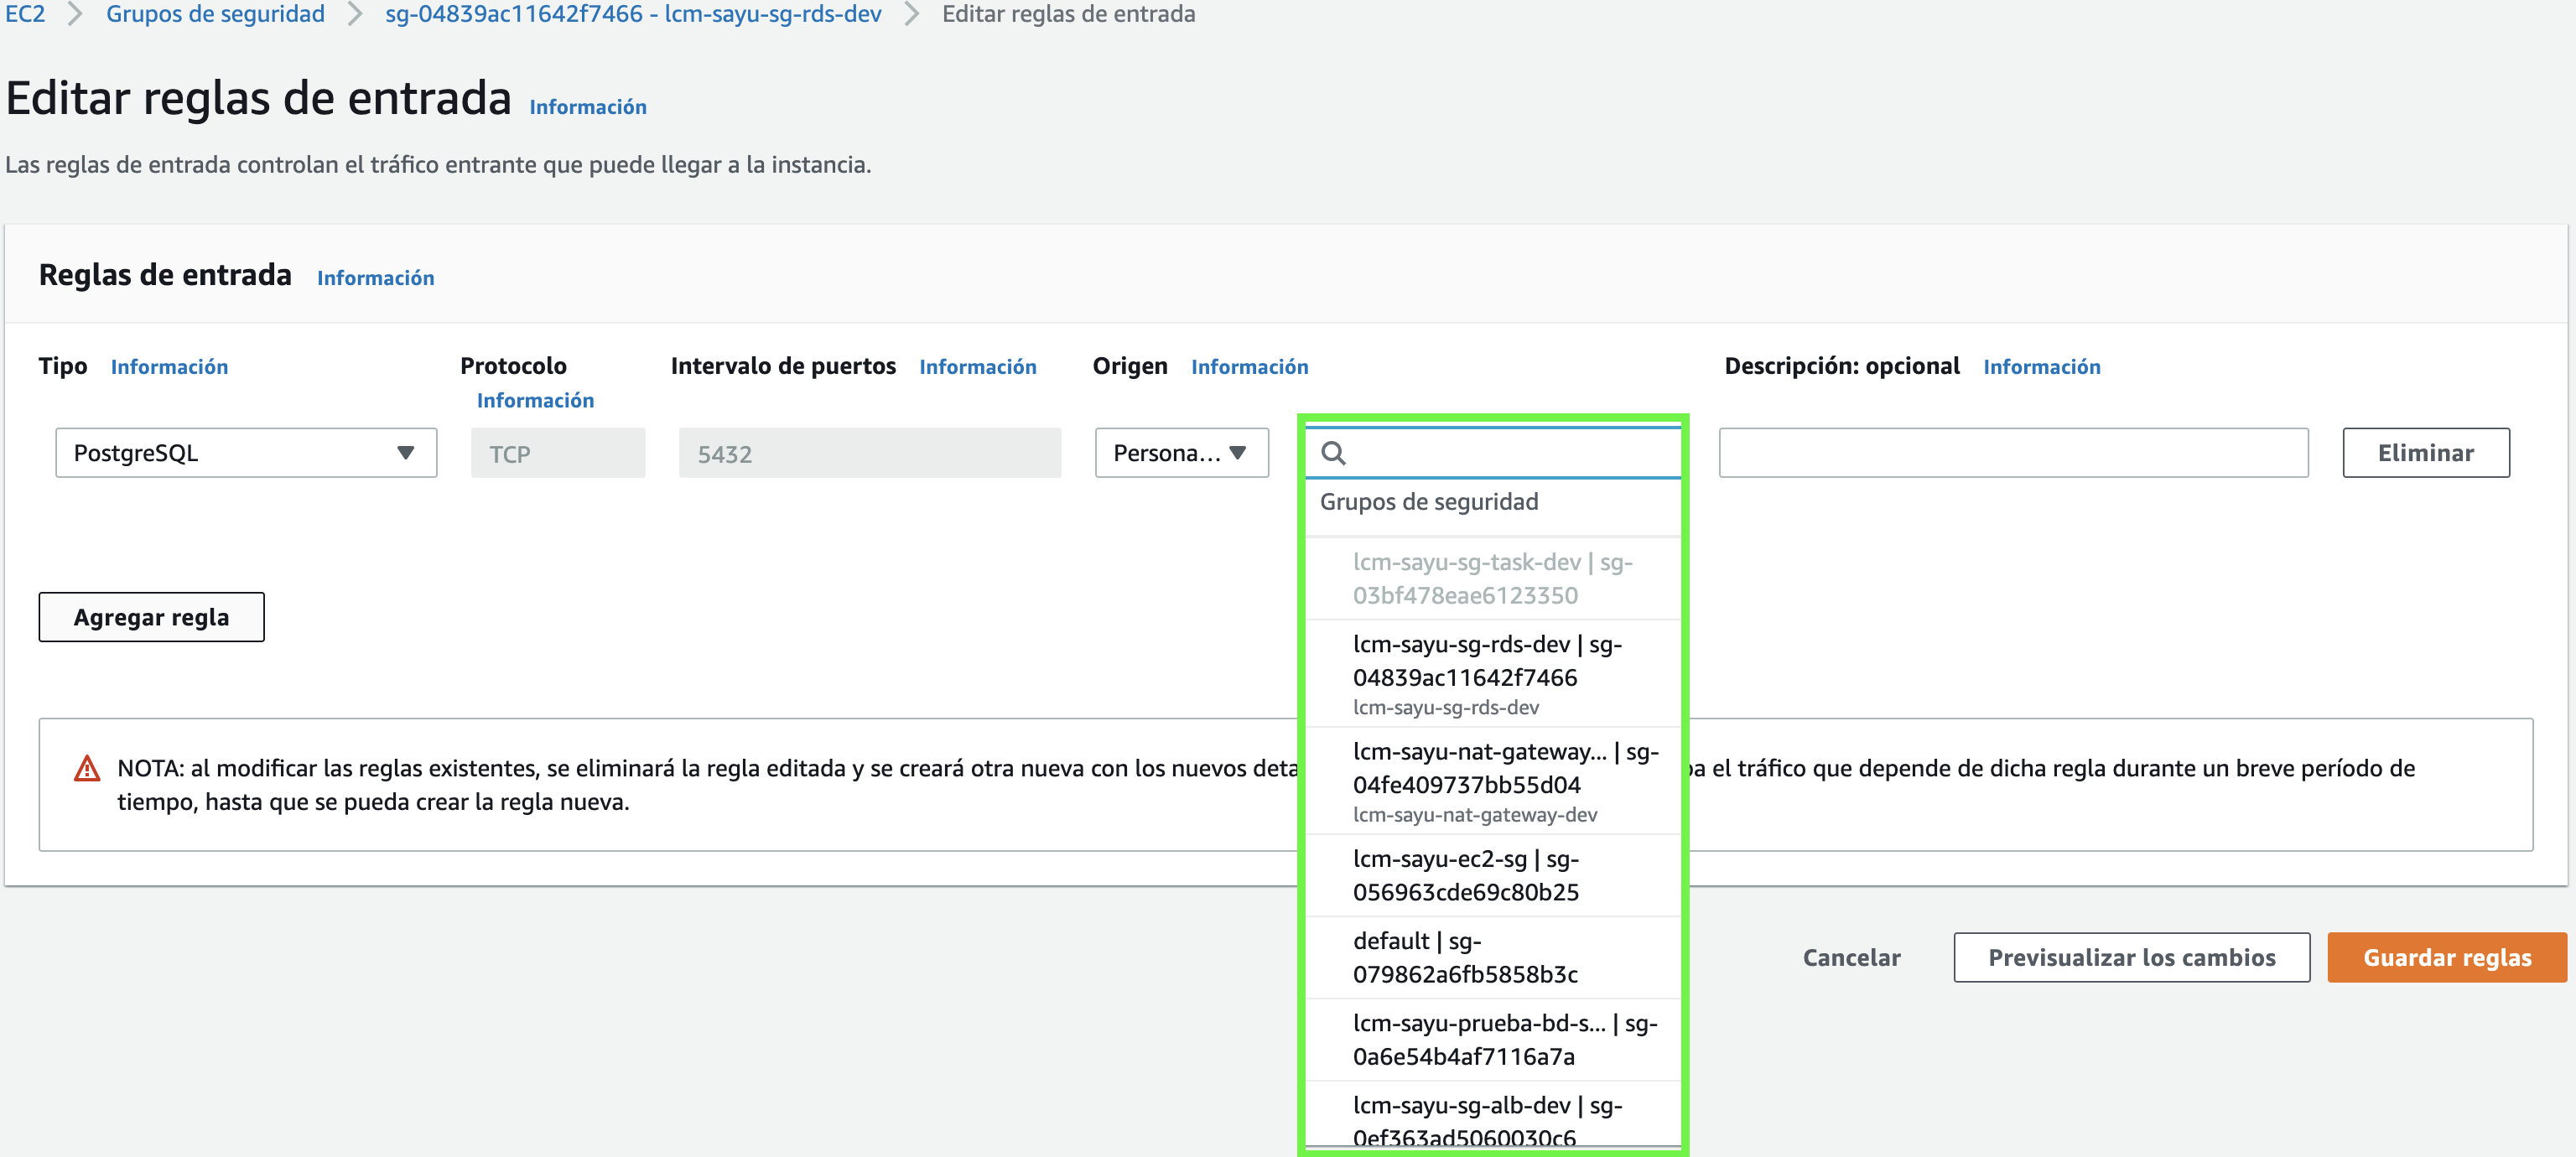 EC2 > Grupos de seguridad > sg-04839ac11642f7466 - lcm-sayu-sg-rds-dev > Editar reglas de entrada
Editar reglas de entrada Información
Las reglas de entrada controlan el tráfico entrante que puede llegar a la instancia.
Reglas de entrada Información
Tipo Información
Protocolo Información
Intervalo de puertos Información
Origen Información
Descripción: opcional Información
PostgreSQL
TCP
5432
Persona...
Eliminar
Grupos de seguridad
lcm-sayu-sg-task-dev | sg-
03bf478eae6123350
lcm-sayu-sg-rds-dev | sg-
04839ac11642f7466
lcm-sayu-sg-rds-dev
lcm-sayu-nat-gateway... | sg-
04fe409737bb55d04
lcm-sayu-nat-gateway-dev
lcm-sayu-ec2-sg | sg-
056963cde69c80b25
default | sg-
079862a6fb5858b3c
lcm-sayu-prueba-bd-s... | sg-
0a6e54b4af7116a7a
lcm-sayu-sg-alb-dev | sg-
0ef363ad5060030c6
Agregar regla
NOTA: al modificar las reglas existentes, se eliminará la regla editada y se creará otra nueva con los nuevos el tráfico que depende de dicha regla durante un breve período de
tiempo, hasta que se pueda crear la regla nueva.
Cancelar
Previsualizar los cambios
Guardar reglas